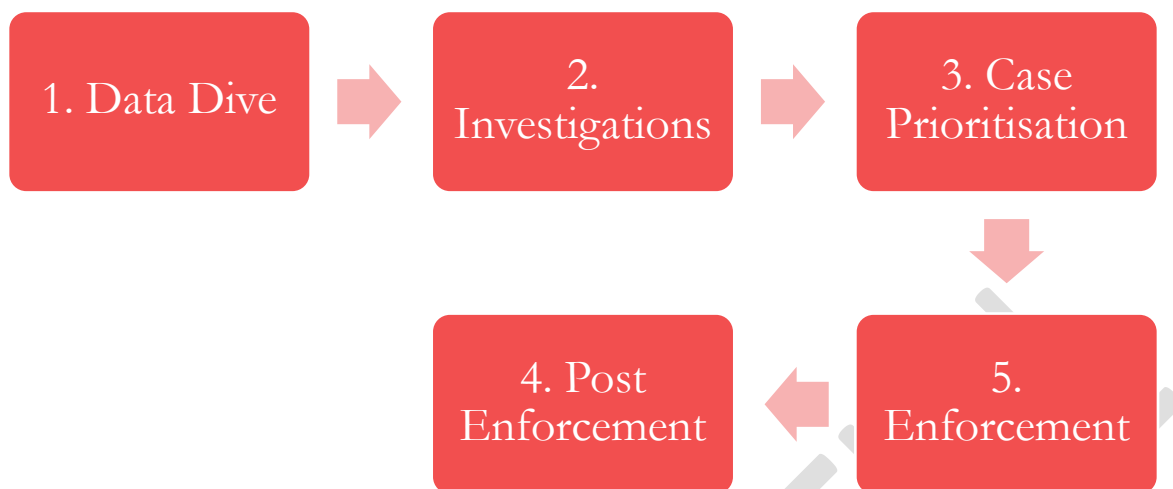 1. Data Dive
2.
Investigations
3. Case
Prioritisation
4. Post
Enforcement
5.
Enforcement